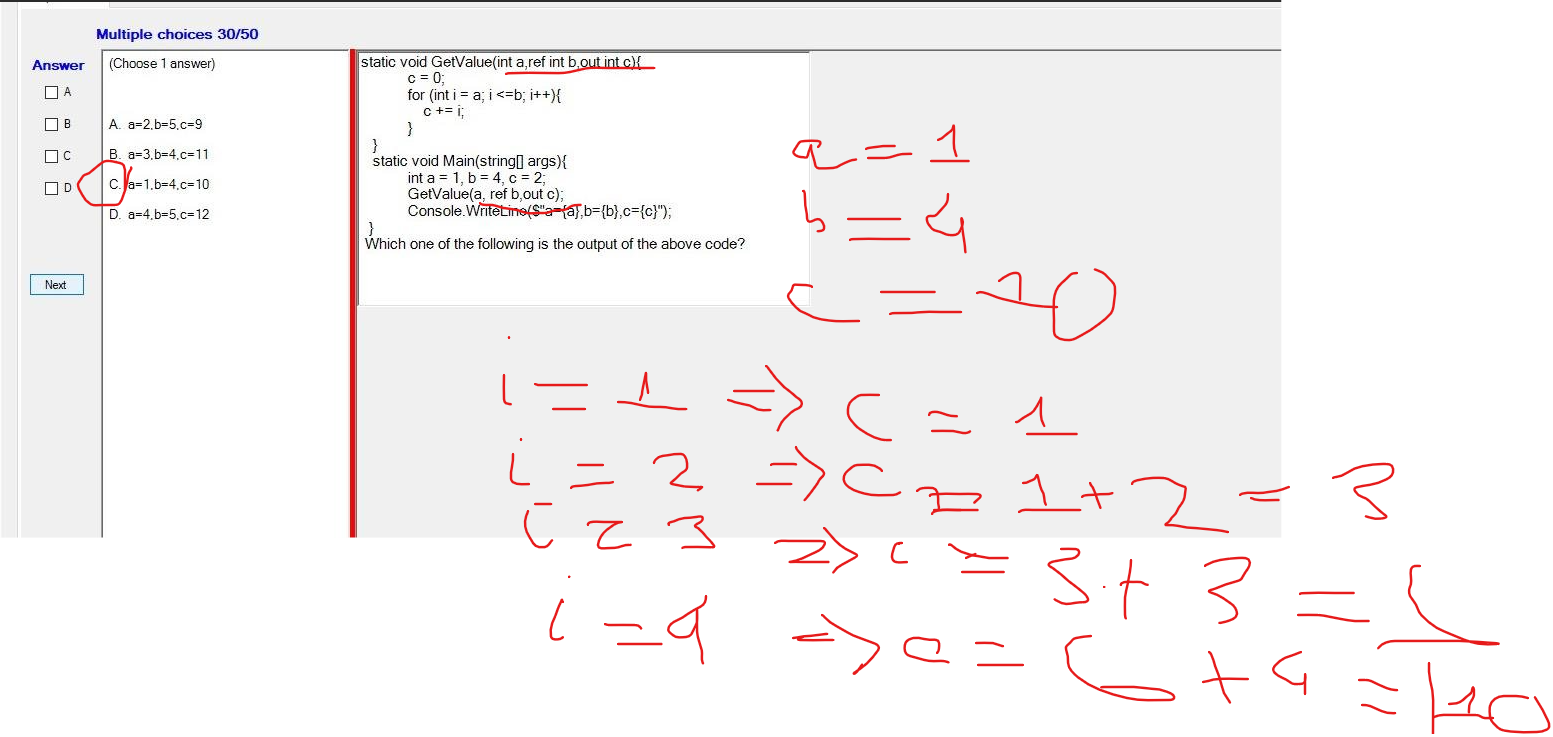 Multiple choices 30/50
Answer
(Choose 1 answer)
A
B
C
D
A. a=2,b=5,c=9
B. a=3,b=4,c=11
C. a=1,b=4,c=10
D. a=4,b=5,c=12
Next
static void GetValue(int a,ref int b,out int c){
c = 0;
for (int i = a; i <=b; i++){
c += i;
}
}
static void Main(string[] args){
int a = 1, b = 4, c = 2;
GetValue(a, ref b,out c);
Console.WriteLine($"a={a},b={b},c={c}");
}
Which one of the following is the output of the above code?
a = 1
b = 4
c = 10
i = 1 => C = 1
i = 2 => C = 1 + 2 = 3
i = 3 => c = 3 + 3 =
i = 4 => = + 4 = 10